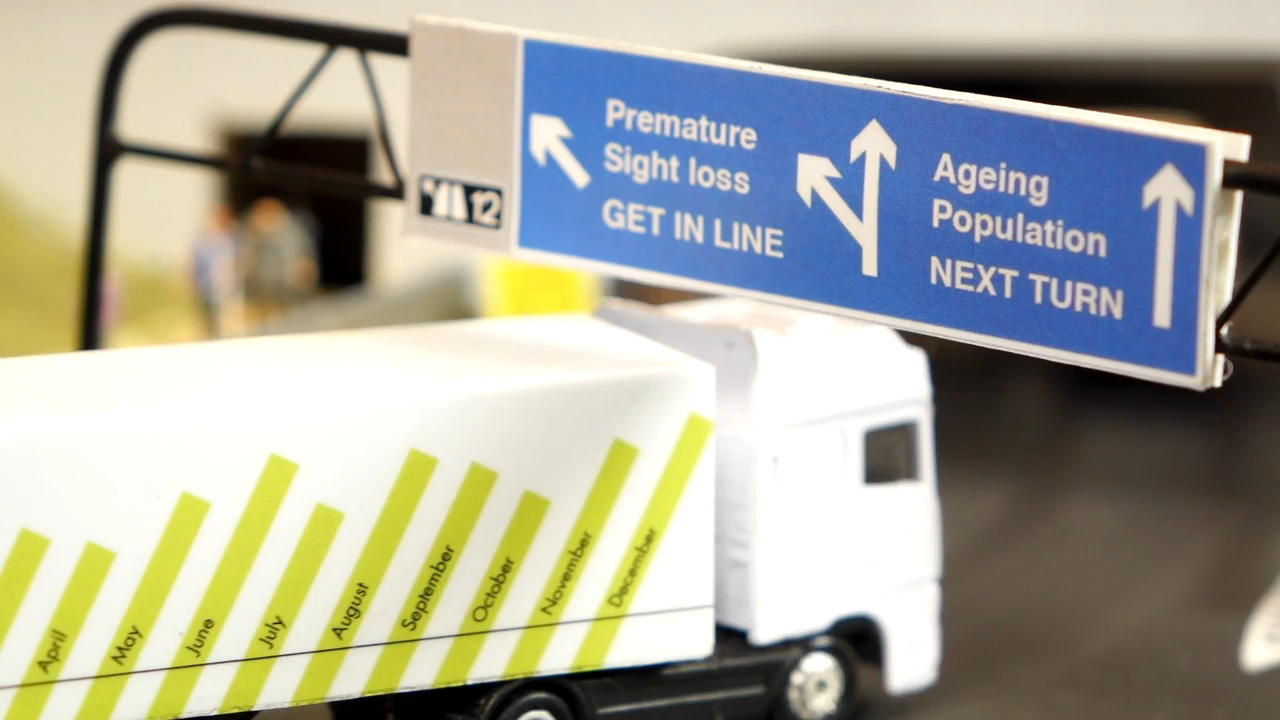 Premature
Sight loss
GET IN LINE
Ageing
Population
NEXT TURN
12
April
May
June
July
August
September
October
November
December